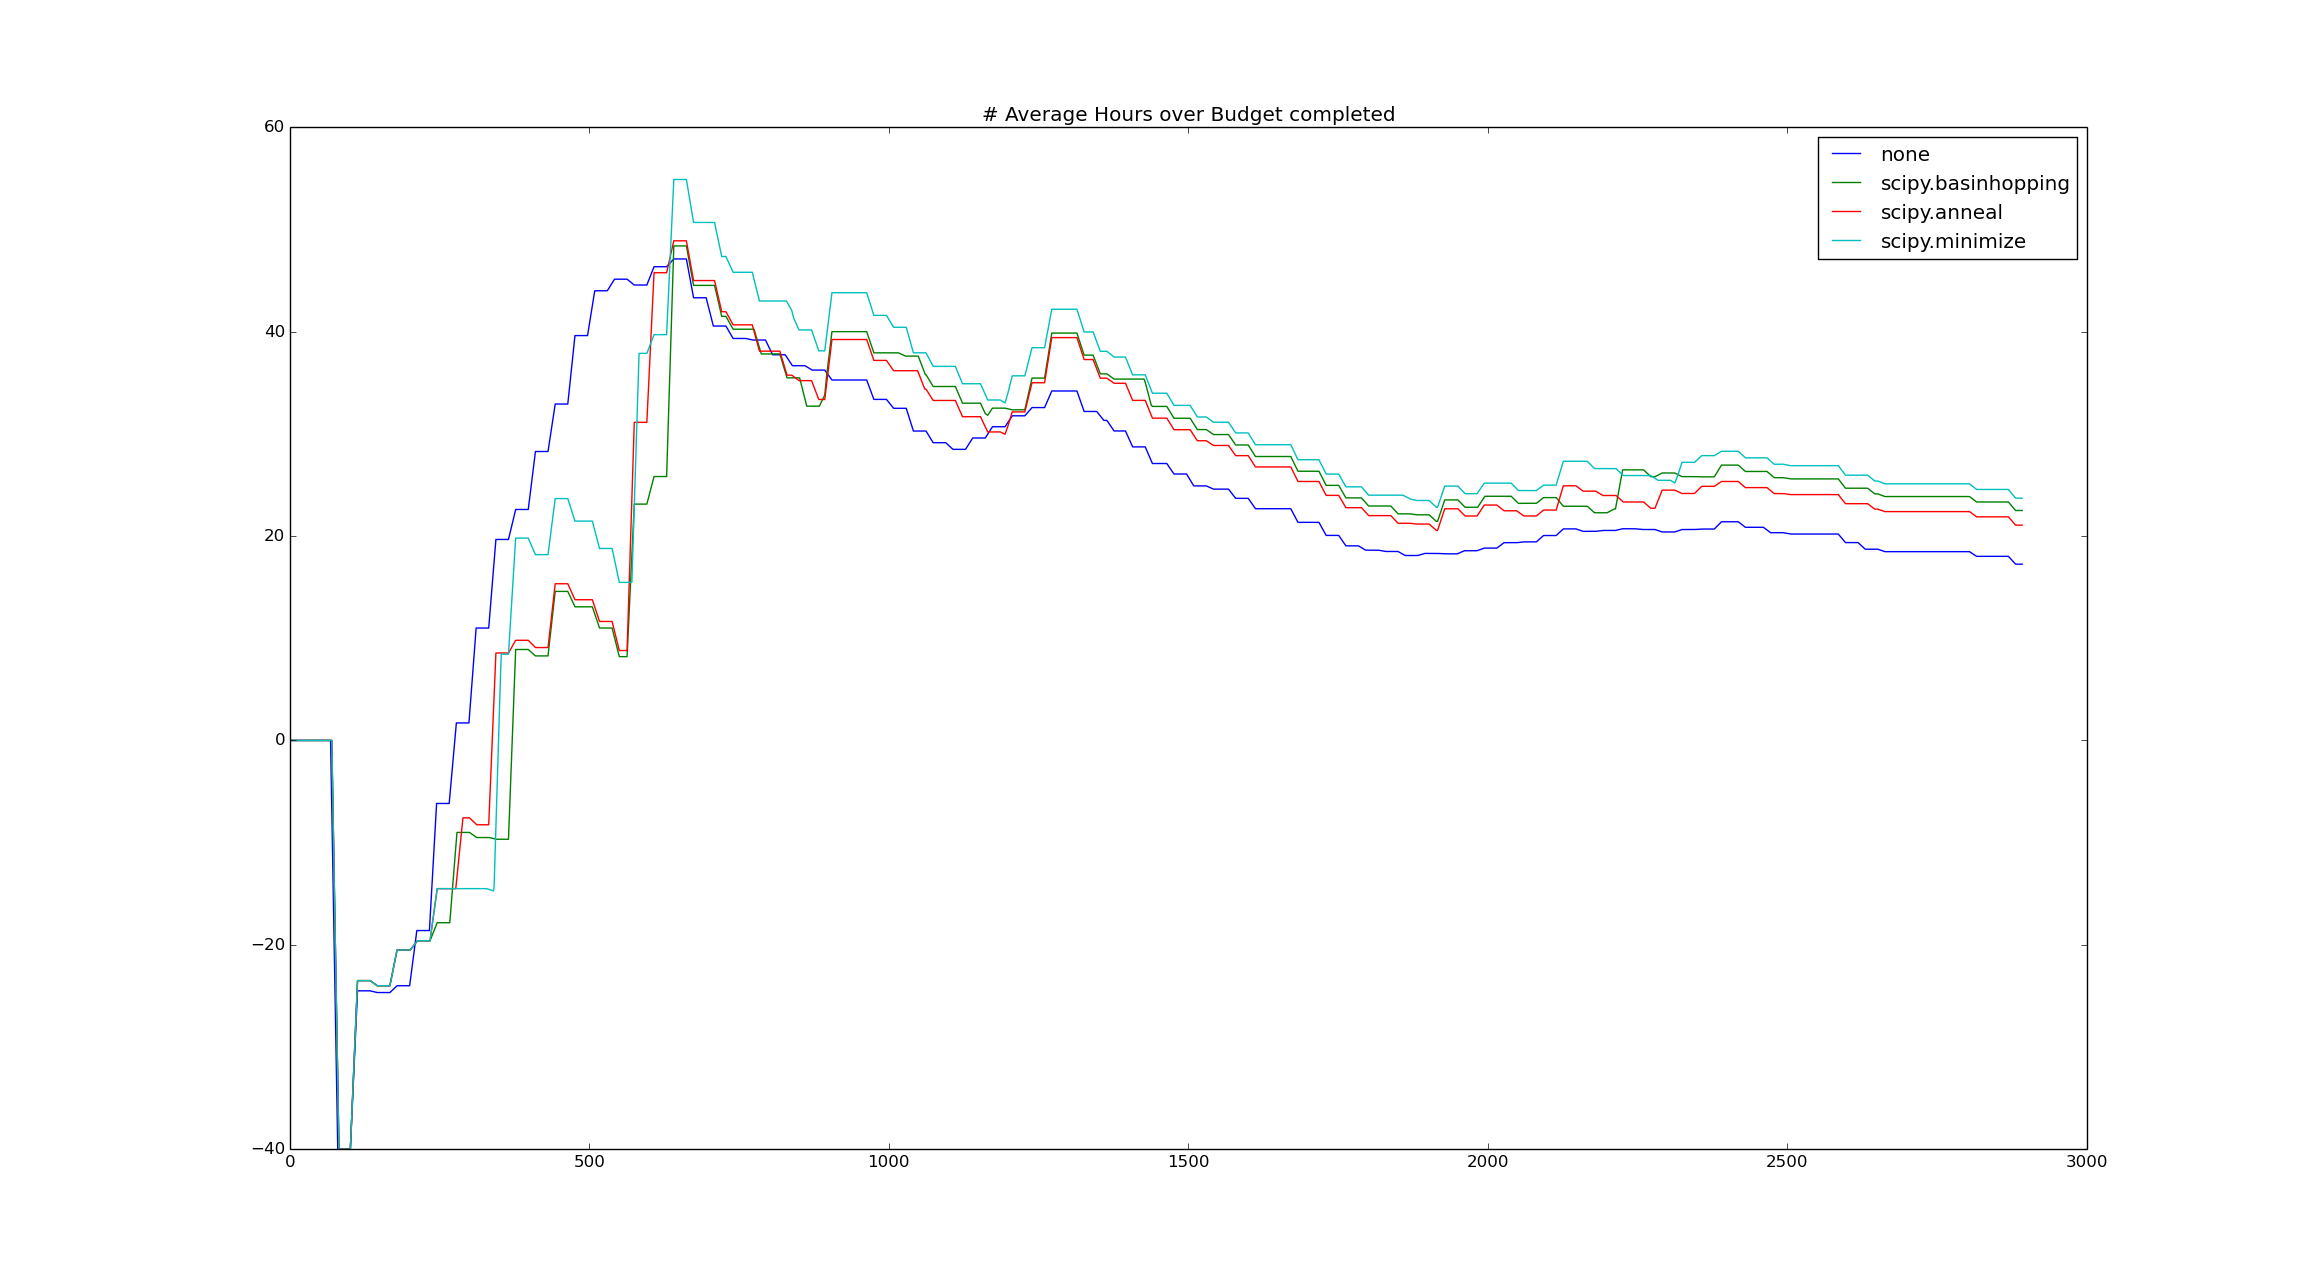 # Average Hours over Budget completed
60
40
20
0
−20
−40
0 500 1000 1500 2000 2500 3000
none
scipy.basinhopping
scipy.anneal
scipy.minimize